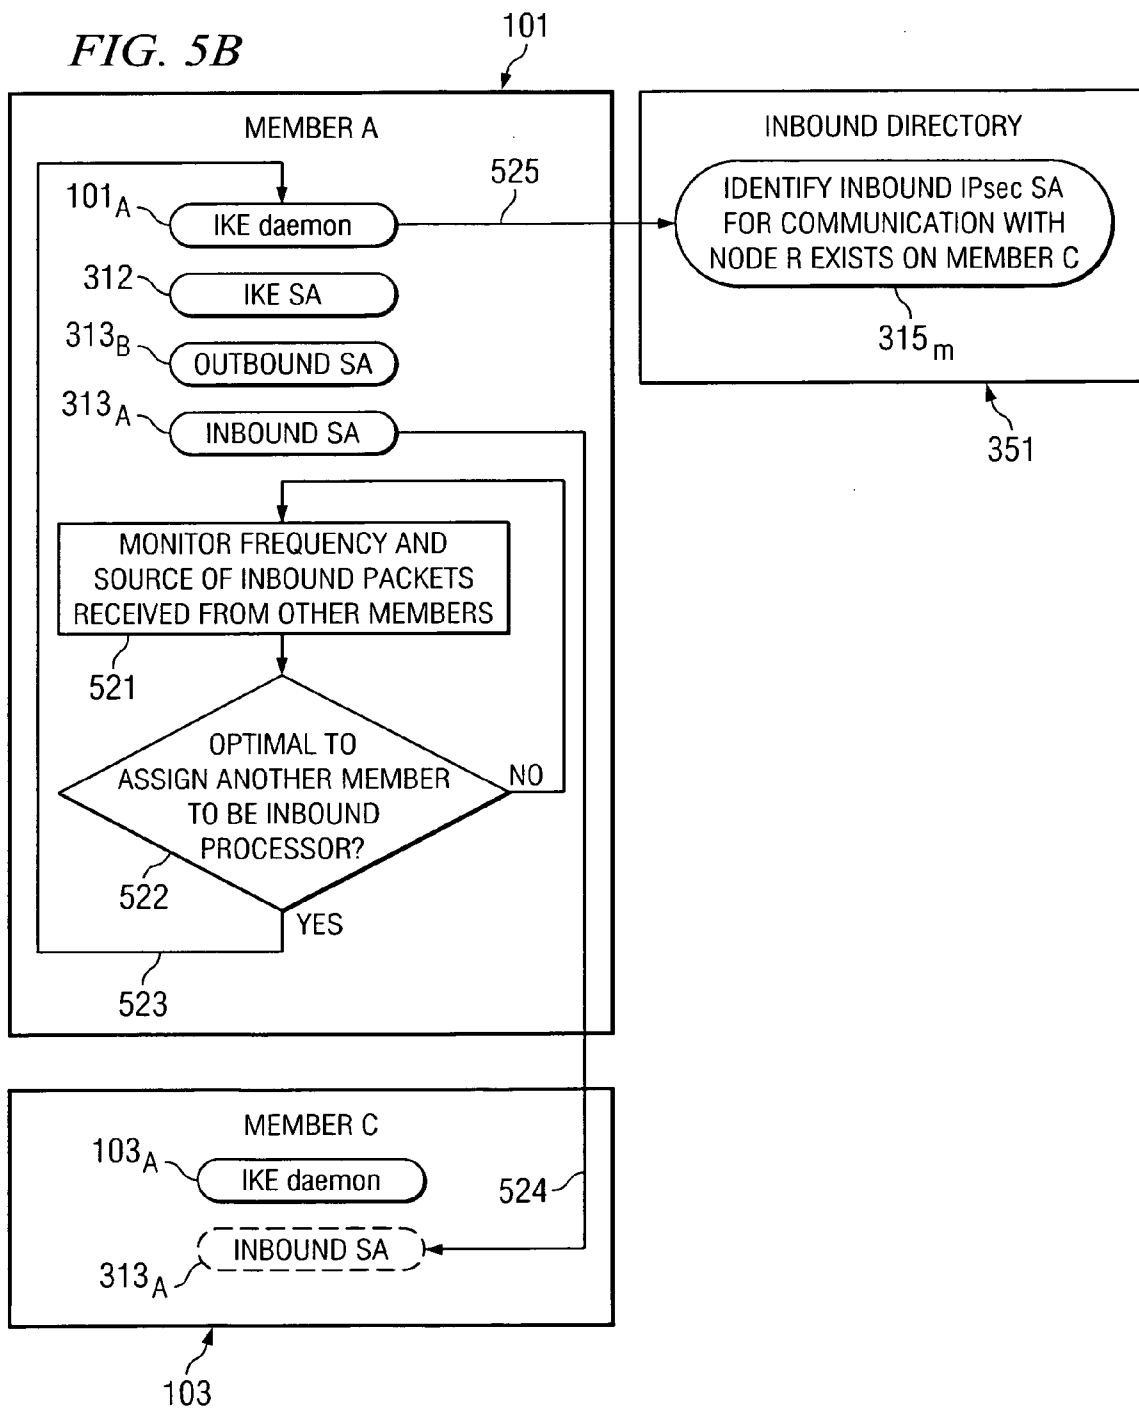 FIG. 5B
101
MEMBER A
101A
IKE daemon
525
312
IKE SA
313B
OUTBOUND SA
313A
INBOUND SA
INBOUND DIRECTORY
IDENTIFY INBOUND IPsec SA
FOR COMMUNICATION WITH
NODE R EXISTS ON MEMBER C
315m
351
MONITOR FREQUENCY AND
SOURCE OF INBOUND PACKETS
RECEIVED FROM OTHER MEMBERS
521
OPTIMAL TO
ASSIGN ANOTHER MEMBER
TO BE INBOUND
PROCESSOR?
NO
522
YES
523
MEMBER C
103A
IKE daemon
524
INBOUND SA
313A
103